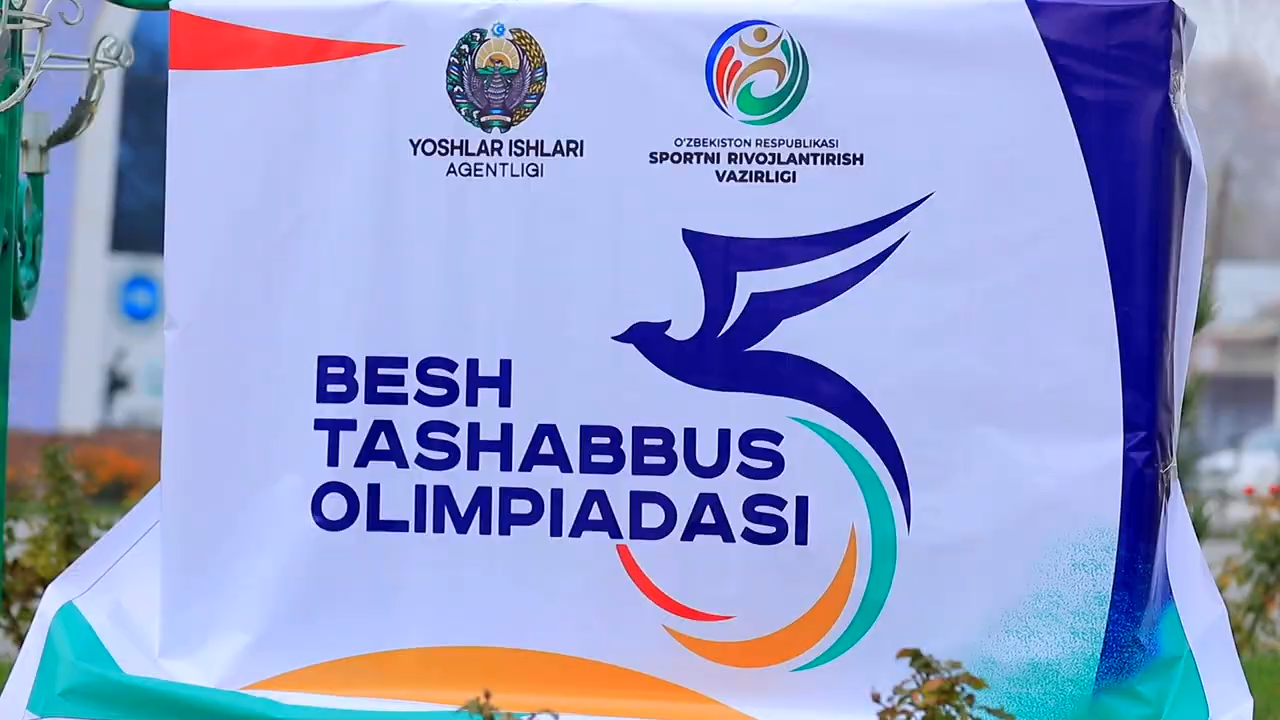 YOSHLAR ISHLARI
AGENTLIGI
O'ZBEKISTON RESPUBLIKASI
SPORTNI RIVOJLANTIRISH
VAZIRLIGI
BESH
TASHABBUS
OLIMPIADASI